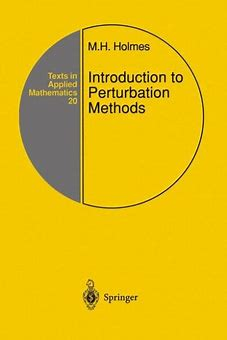 M.H. Holmes
Introduction to
Perturbation
Methods
Texts in
Applied
Mathematics
20
Springer